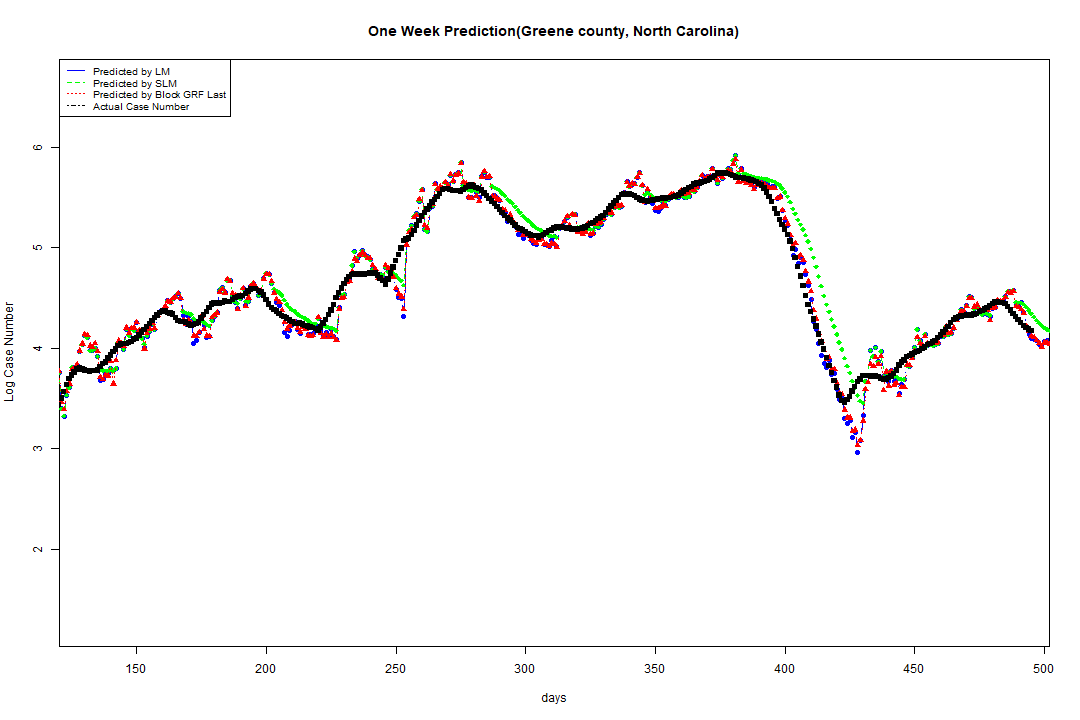 One Week Prediction(Greene county, North Carolina)
Predicted by LM
Predicted by SLM
Predicted by Block GRF Last
Actual Case Number
Log Case Number
6
5
4
3
2
150 200 250 300 350 400 450 500
days